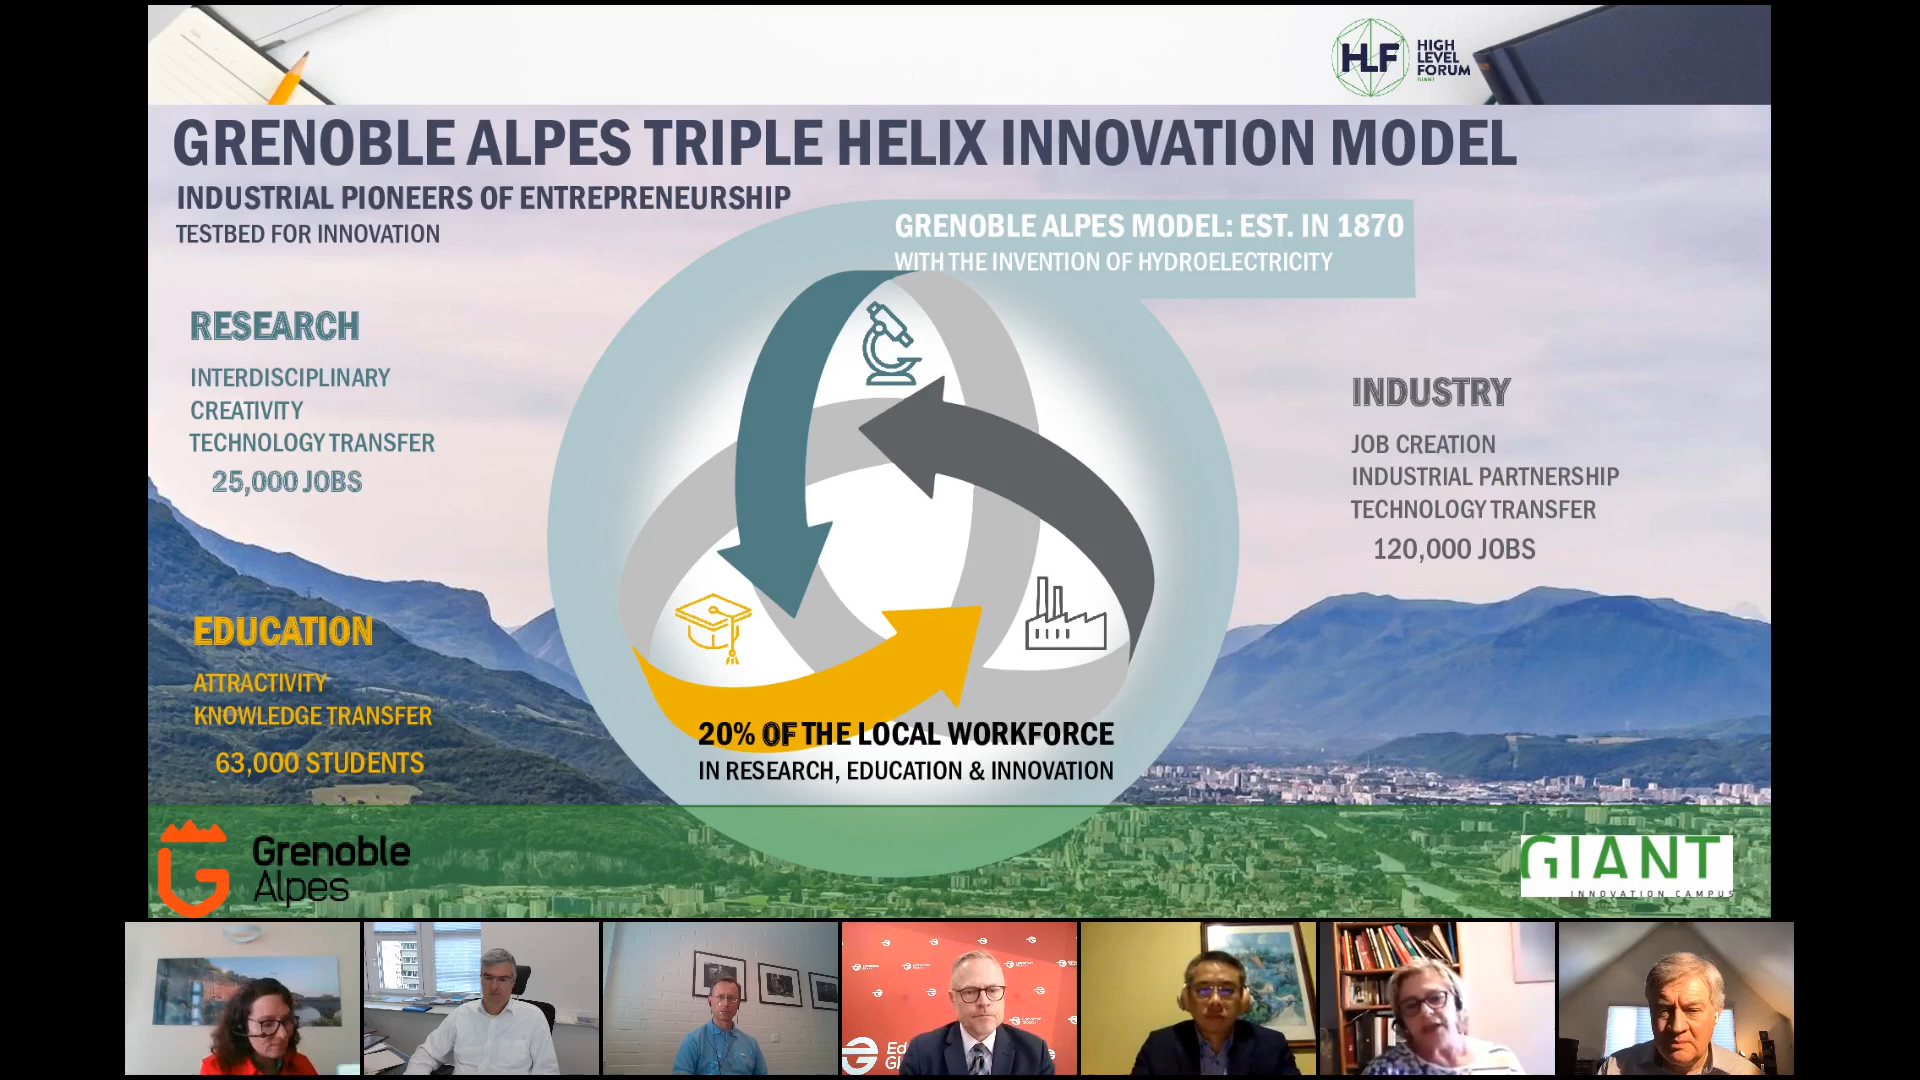 HLF
HIGH
LEVEL
FORUM
GIANT
GRENOBLE ALPES TRIPLE HELIX INNOVATION MODEL
INDUSTRIAL PIONEERS OF ENTREPRENEURSHIP
TESTBED FOR INNOVATION
GRENOBLE ALPES MODEL: EST. IN 1870
WITH THE INVENTION OF HYDROELECTRICITY
RESEARCH
INTERDISCIPLINARY
CREATIVITY
TECHNOLOGY TRANSFER
25,000 JOBS
INDUSTRY
JOB CREATION
INDUSTRIAL PARTNERSHIP
TECHNOLOGY TRANSFER
120,000 JOBS
EDUCATION
ATTRACTIVITY
KNOWLEDGE TRANSFER
63,000 STUDENTS
20% OF THE LOCAL WORKFORCE
IN RESEARCH, EDUCATION & INNOVATION
Grenoble
Alpes
GIANT
INNOVATION CAMPUS